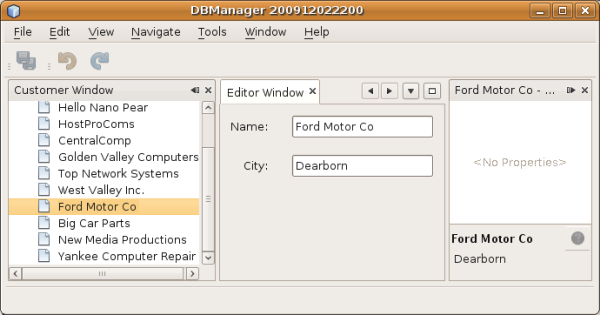 DBManager 200912022200
File Edit View Navigate Tools Window Help
Customer Window
Hello Nano Pear
HostProComs
CentralComp
Golden Valley Computers
Top Network Systems
West Valley Inc.
Ford Motor Co
Big Car Parts
New Media Productions
Yankee Computer Repair
Editor Window
Name: Ford Motor Co
City: Dearborn
Ford Motor Co - ...
<No Properties>
Ford Motor Co
Dearborn